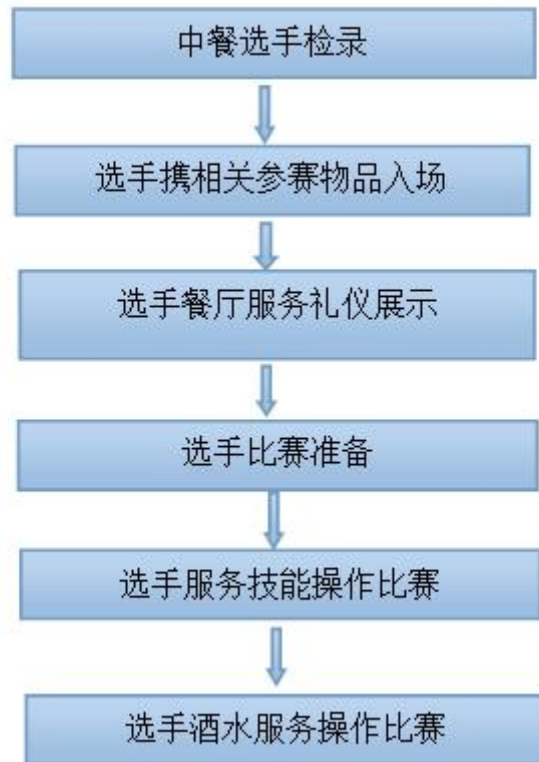 中餐选手检录
选手携相关参赛物品入场
选手餐厅服务礼仪展示
选手比赛准备
选手服务技能操作比赛
选手酒水服务操作比赛